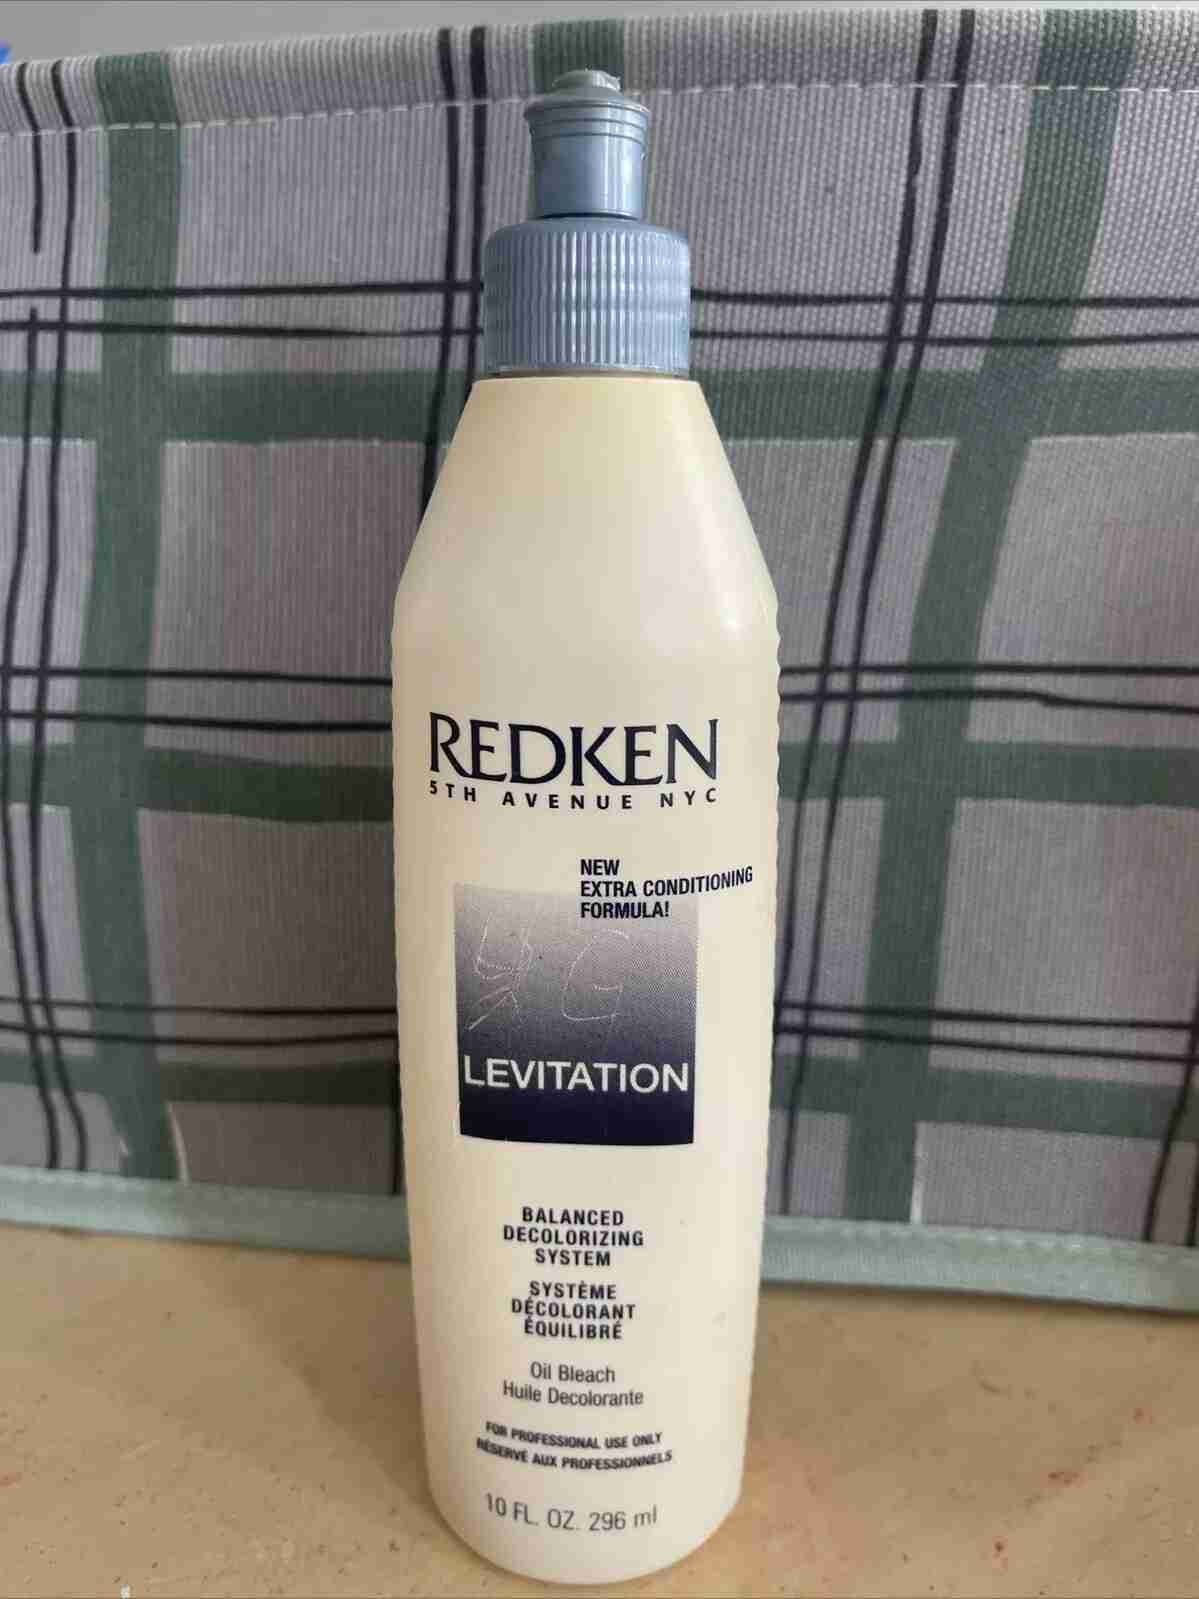 REDKEN
5TH AVENUE NYC
NEW
EXTRA CONDITIONING
FORMULA!
G
LEVITATION
BALANCED
DECOLORIZING
SYSTEM
SYSTÈME
DÉCOLORANT
ÉQUILIBRÉ
Oil Bleach
Huile Decolorante
FOR PROFESSIONAL USE ONLY
RÉSERVÉ AUX PROFESSIONNELS
10 FL. OZ. 296 ml